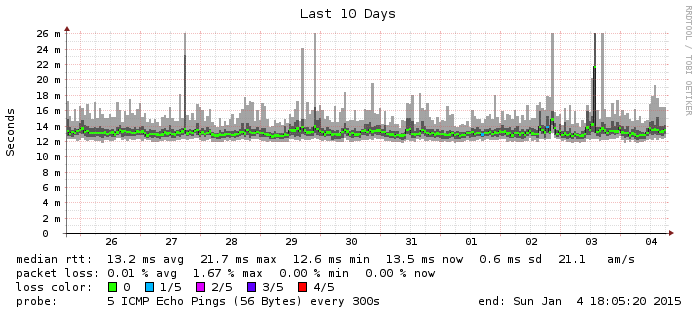 Last 10 Days
RRDTOOL / TOBI OETIKER
Seconds
26 m
24 m
22 m
20 m
18 m
16 m
14 m
12 m
10 m
8 m
6 m
4 m
2 m
0
26 27 28 29 30 31 01 02 03 04
median rtt: 13.2 ms avg 21.7 ms max 12.6 ms min 13.5 ms now 0.6 ms sd 21.1 am/s
packet loss: 0.01 % avg 1.67 % max 0.00 % min 0.00 % now
loss color: 0 1/5 2/5 3/5 4/5
probe: 5 ICMP Echo Pings (56 Bytes) every 300s end: Sun Jan 4 18:05:20 2015